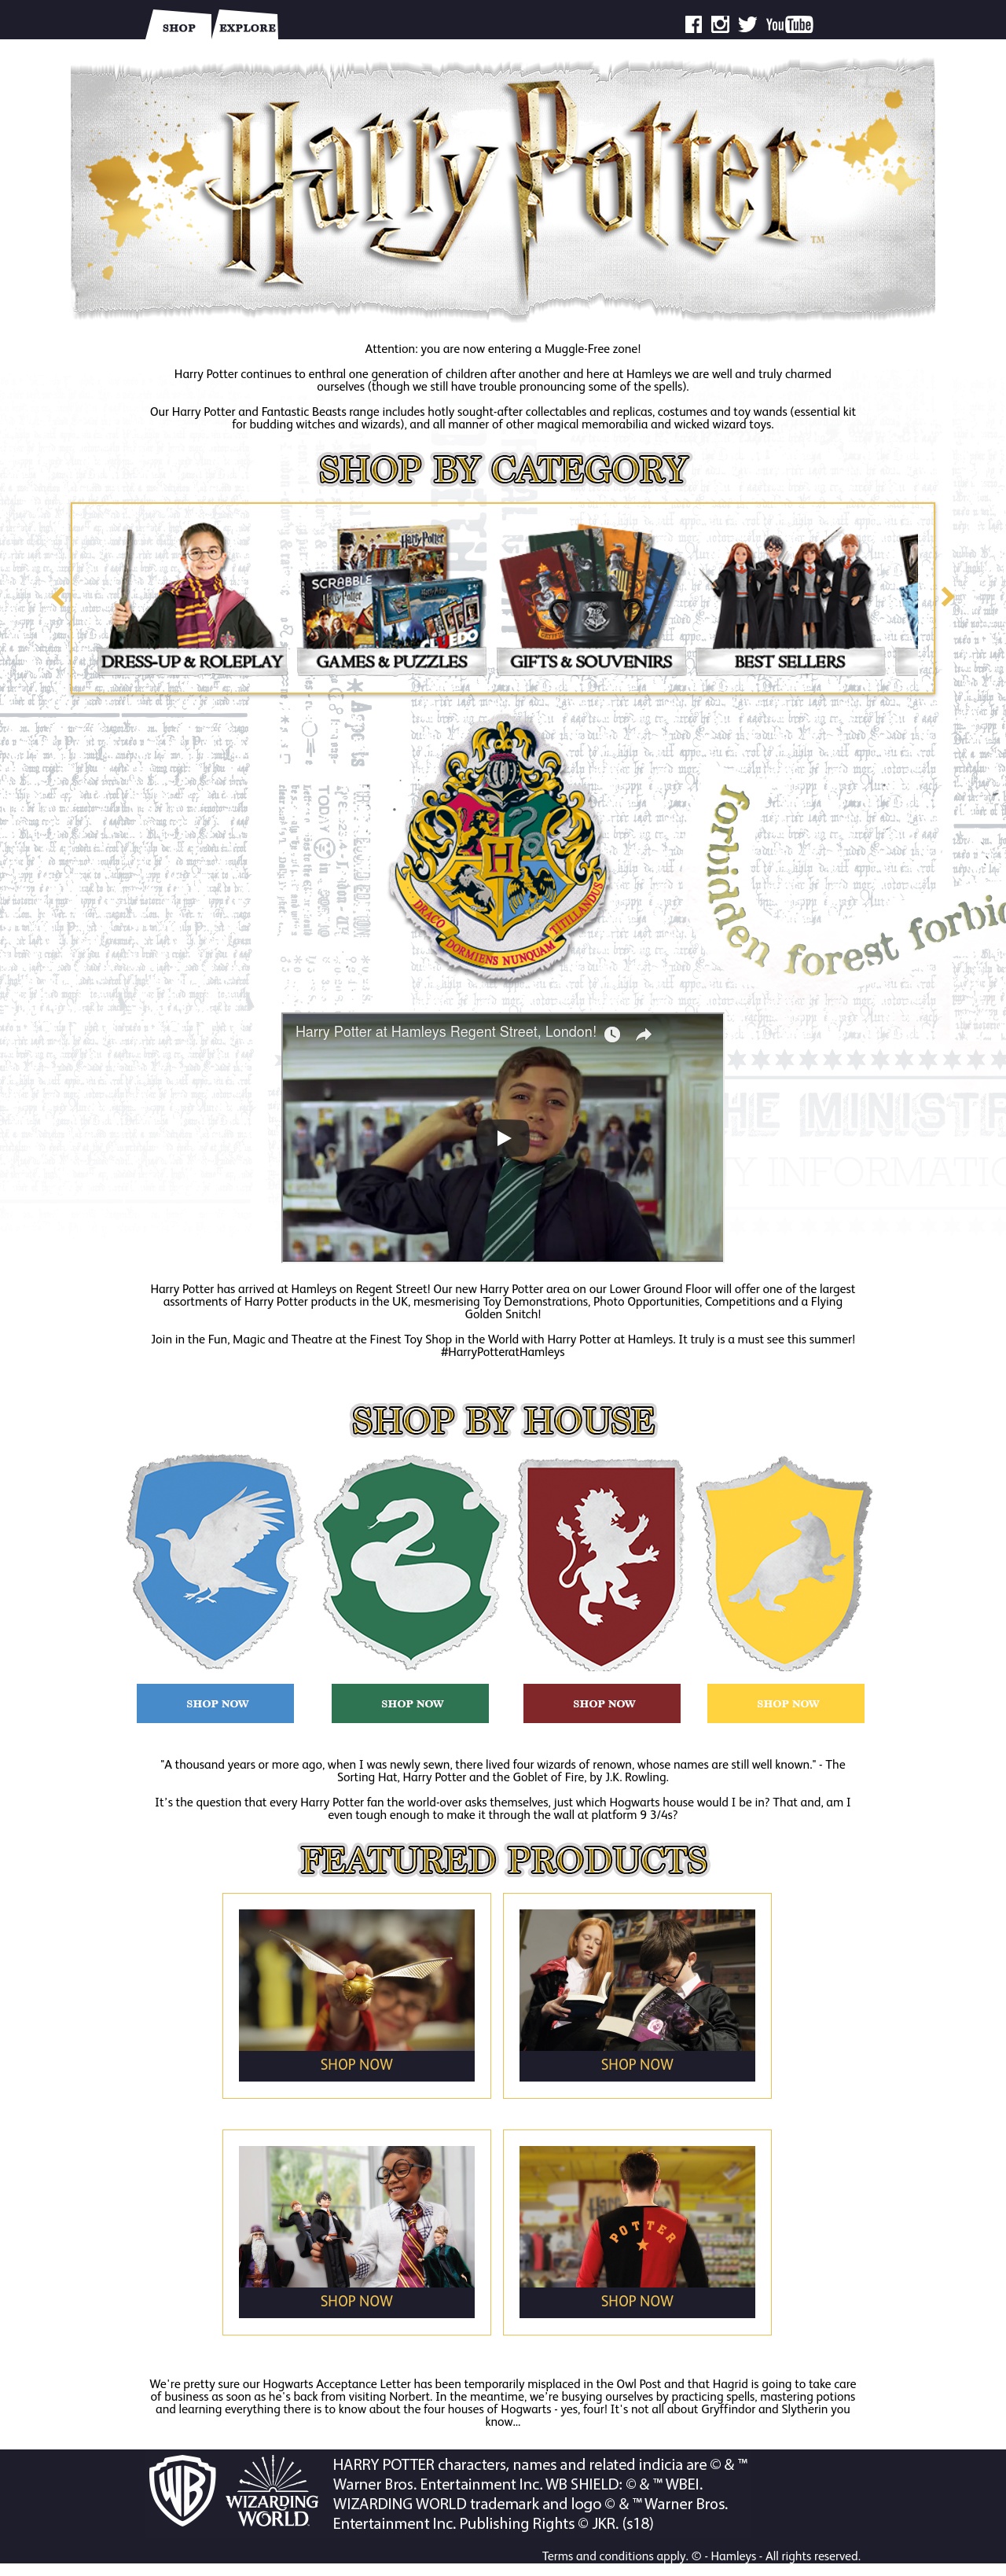 SHOP
EXPLORE
You Tube
Harry Potter ™
Attention: you are now entering a Muggle-Free zone!
Harry Potter continues to enthral one generation of children after another and here at Hamleys we are well and truly charmed
ourselves (though we still have trouble pronouncing some of the spells).
Our Harry Potter and Fantastic Beasts range includes hotly sought-after collectables and replicas, costumes and toy wands (essential kit
for budding witches and wizards), and all manner of other magical memorabilia and wicked wizard toys.
SHOP BY CATEGORY
Harry Potter
SCRABBLE
CLUEDO
DRESS-UP & ROLEPLAY
GAMES & PUZZLES
GIFTS & SOUVENIRS
BEST SELLERS
TODAY
H
DRACO DORMIENS NUNQUAM TITILLANDUS
forbidden forest forbid
Harry Potter at Hamleys Regent Street, London!
HE MINISTR
Y INFORMATIO
Harry Potter has arrived at Hamleys on Regent Street! Our new Harry Potter area on our Lower Ground Floor will offer one of the largest
assortments of Harry Potter products in the UK, mesmerising Toy Demonstrations, Photo Opportunities, Competitions and a Flying
Golden Snitch!
Join in the Fun, Magic and Theatre at the Finest Toy Shop in the World with Harry Potter at Hamleys. It truly is a must see this summer!
#HarryPotteratHamleys
SHOP BY HOUSE
SHOP NOW
SHOP NOW
SHOP NOW
SHOP NOW
"A thousand years or more ago, when I was newly sewn, there lived four wizards of renown, whose names are still well known." - The
Sorting Hat, Harry Potter and the Goblet of Fire, by J.K. Rowling.
It's the question that every Harry Potter fan the world-over asks themselves, just which Hogwarts house would I be in? That and, am I
even tough enough to make it through the wall at platform 9 3/4s?
FEATURED PRODUCTS
SHOP NOW
SHOP NOW
POTTER
SHOP NOW
SHOP NOW
We're pretty sure our Hogwarts Acceptance Letter has been temporarily misplaced in the Owl Post and that Hagrid is going to take care
of business as soon as he's back from visiting Norbert. In the meantime, we're busying ourselves by practicing spells, mastering potions
and learning everything there is to know about the four houses of Hogwarts - yes, four! It's not all about Gryffindor and Slytherin you
know...
WB
WIZARDING
WORLD
HARRY POTTER characters, names and related indicia are © & ™
Warner Bros. Entertainment Inc. WB SHIELD: © & ™ WBEI.
WIZARDING WORLD trademark and logo © & ™ Warner Bros.
Entertainment Inc. Publishing Rights © JKR. (s18)
Terms and conditions apply. © - Hamleys - All rights reserved.